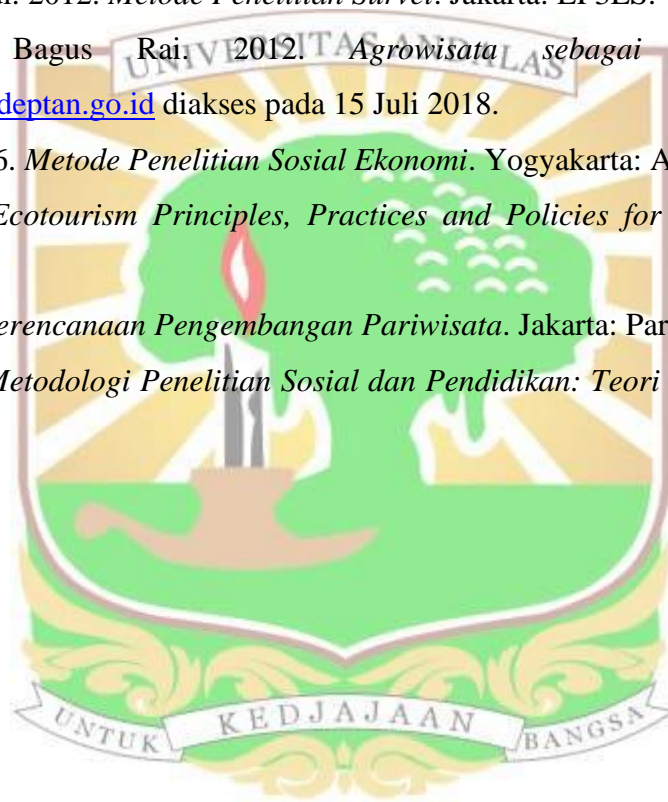 al. 2012. Metode Penelitian Survei. Jakarta: LP3ES.
Bagus Rai. 2012. Agrowisata sebagai
UNIVERSITAS ANDALAS
deptan.go.id diakses pada 15 Juli 2018.
6. Metode Penelitian Sosial Ekonomi. Yogyakarta: A
Ecotourism Principles, Practices and Policies for
erencanaan Pengembangan Pariwisata. Jakarta: Par
Metodologi Penelitian Sosial dan Pendidikan: Teori
UNTUK KEDJAJAAN BANGSA